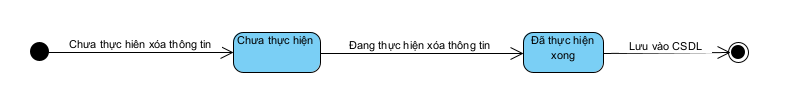 Chưa thực hiên xóa thông tin
Chưa thực hiện
Đang thực hiện xóa thông tin
Đã thực hiện
xong
Lưu vào CSDL